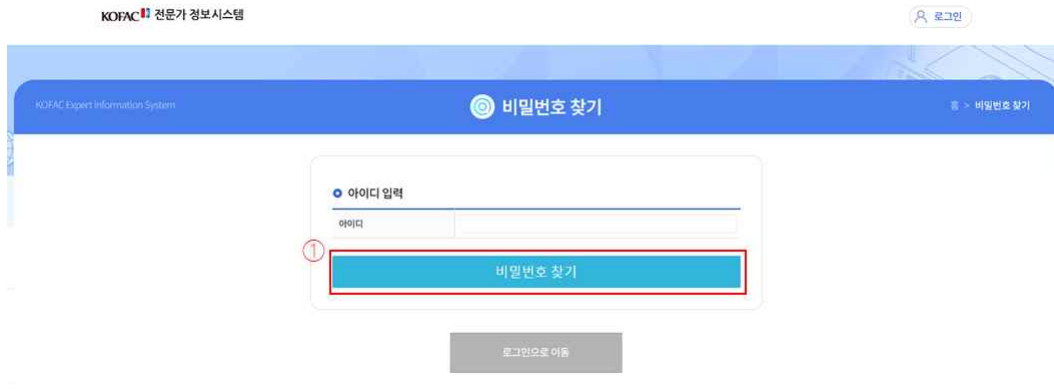 KOFAC 전문가 정보시스템
로그인
KOFAC Expert Information System
비밀번호 찾기
홈 > 비밀번호 찾기
아이디 입력
아이디
①
비밀번호 찾기
로그인으로 이동